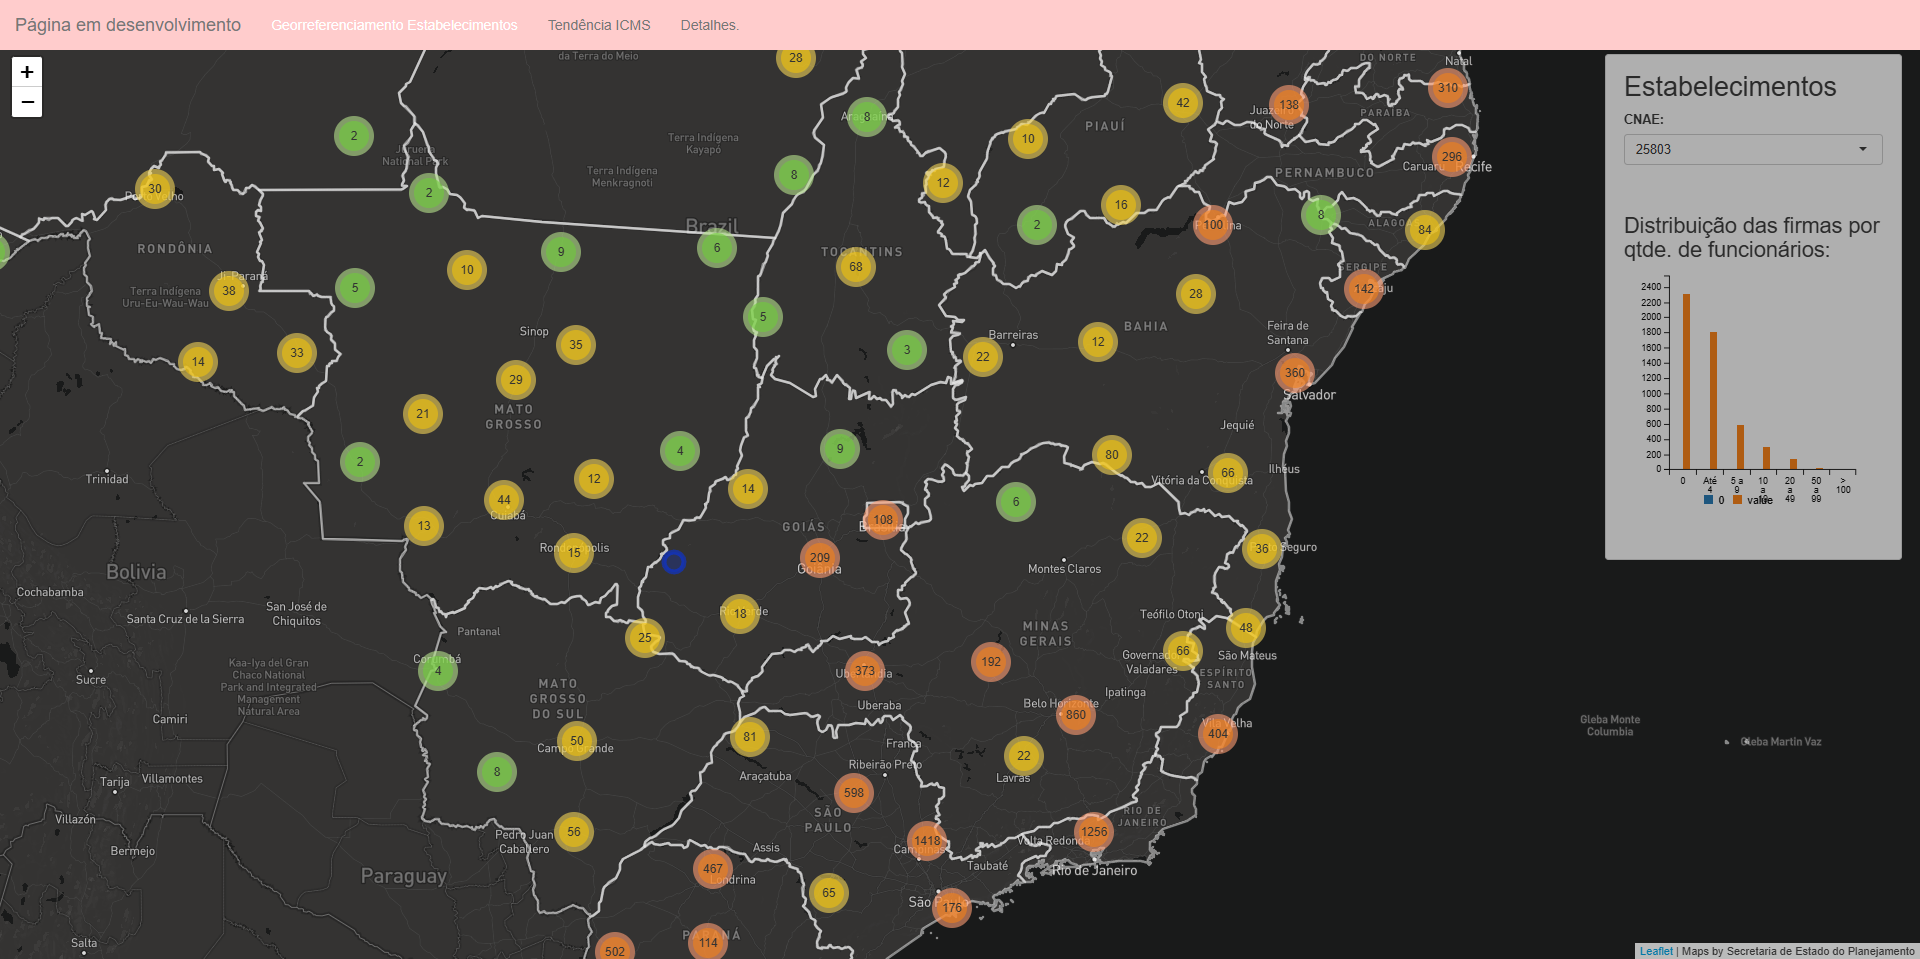 Página em desenvolvimento
Georreferenciamento Estabelecimentos
Tendência ICMS
Detalhes.
+
−
Estabelecimentos
CNAE:
25803
Distribuição das firmas por
qtde. de funcionários:
2400
2200
2000
1800
1600
1400
1200
1000
800
600
400
200
0
0
Até
4
5 a
9
10
a
20
a
49
50
a
99
>
100
0
value
da Terra do Meio
28
8
42
138
DO NORTE
Natal
310
Juruena
National Park
2
Terra Indígena
Kayapó
10
PIAUÍ
do Norte
PARAÍBA
296
Recife
30
Porto Velho
2
Terra Indígena
Menkragnoti
8
12
PERNAMBUCO
16
8
84
RONDÔNIA
9
Brazil
6
TOCANTINS
68
2
100
SERGIPE
142
Ji-Paraná
38
Terra Indígena
Uru-Eu-Wau-Wau
5
10
28
Sinop
35
5
3
Barreiras
22
12
BAHIA
Feira de
Santana
14
33
29
360
Salvador
21
MATO
GROSSO
Jequié
2
4
9
80
66
Ilhéus
Vitória da Conquista
Trinidad
44
Cuiabá
12
14
6
13
15
GOIÁS
108
209
Goiânia
22
36
Montes Claros
Bolivia
Cochabamba
Santa Cruz de la Sierra
San José de
Chiquitos
Pantanal
25
18
MINAS
GERAIS
Teófilo Otoni
48
São Mateus
66
Valadares
ESPÍRITO
SANTO
Kaa-Iya del Gran
Chaco National
Park and Integrated
Management
Natural Area
Corumbá
4
373
192
Sucre
MATO
GROSSO
DO SUL
Uberaba
Ipatinga
Belo Horizonte
860
Vila Velha
404
Camiri
50
Campo Grande
81
Franca
22
Lavras
Gleba Monte
Columbia
Gleba Martin Vaz
Tarija
Villamontes
8
Araçatuba
Ribeirão Preto
598
Villazón
56
Pedro Juan
Caballero
SÃO
PAULO
RIO DE
JANEIRO
1256
Volta Redonda
Bermejo
Assis
1418
Campinas
Taubaté
Rio de Janeiro
Paraguay
467
Londrina
65
176
Salta
502
114
PARANÁ
Leaflet | Maps by Secretaria de Estado do Planejamento